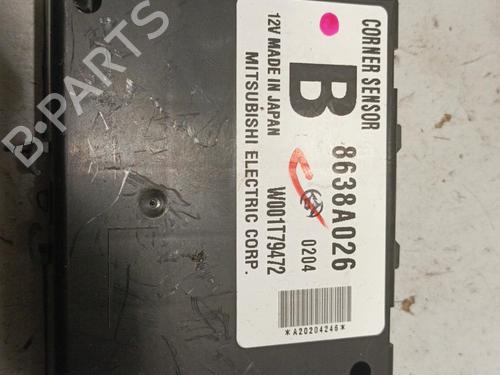 CORNER SENSOR
B 8638A026
0204
12V MADE IN JAPAN
W001T79472
MITSUBISHI ELECTRIC CORP.
*A20204246*
B-PARTS